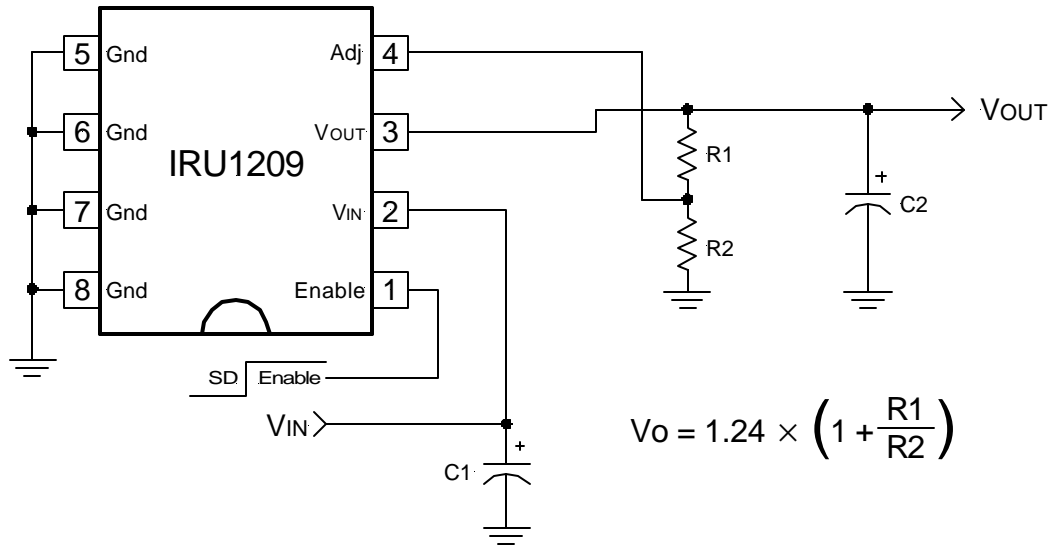 5 Gnd
6 Gnd
7 Gnd
8 Gnd
IRU1209
Adj 4
VOUT 3
VIN 2
Enable 1
SD Enable
VIN
+
C1
R1
R2
+
C2
VOUT
Vo = 1.24 × (1 + R1/R2)